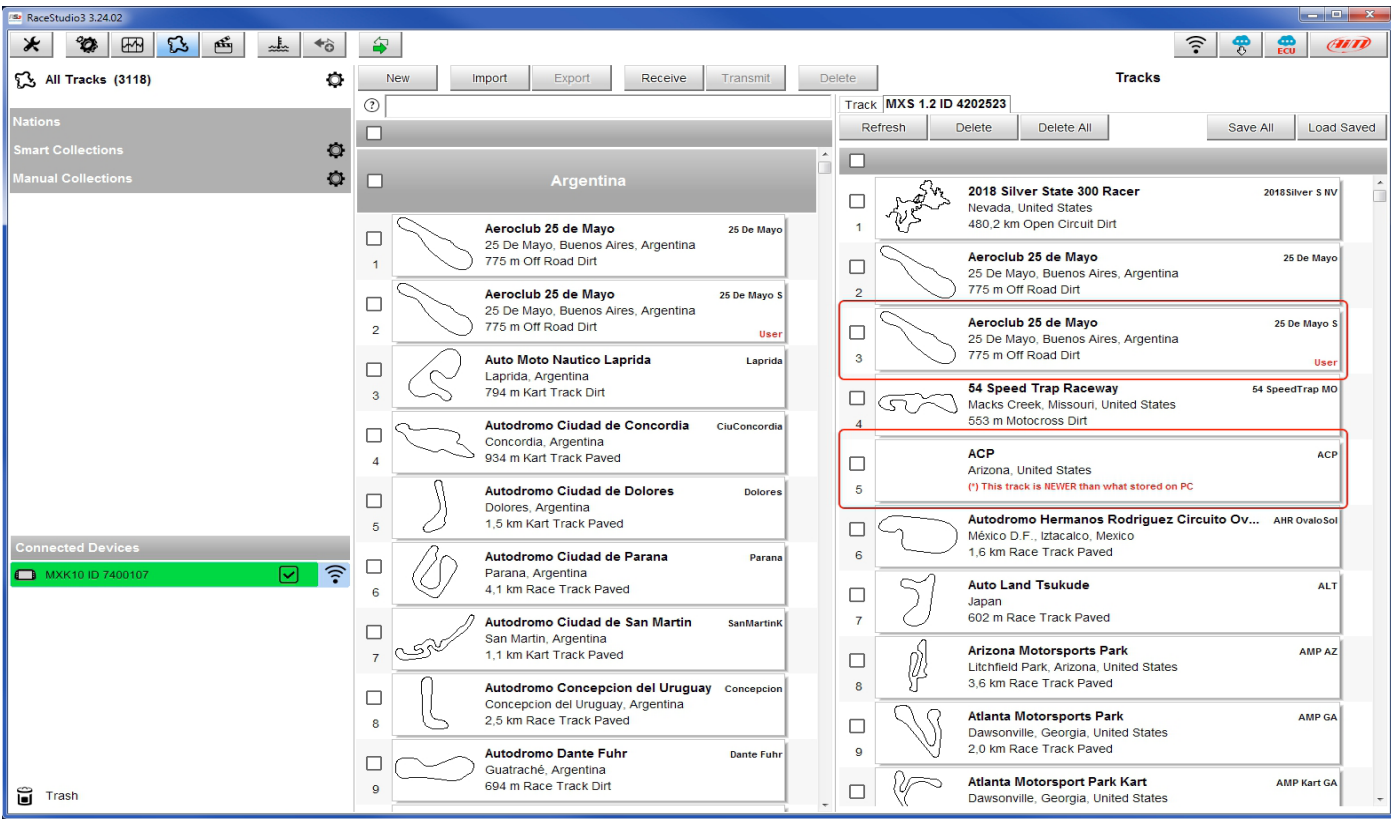 RaceStudio3 3.24.02
ECU
AiM
All Tracks (3118)
Nations
Smart Collections
Manual Collections
Connected Devices
MXK10 ID 7400107
Trash
New Import Export Receive Transmit Delete
?
Argentina
Aeroclub 25 de Mayo 25 De Mayo
25 De Mayo, Buenos Aires, Argentina
1 775 m Off Road Dirt
Aeroclub 25 de Mayo 25 De Mayo S
25 De Mayo, Buenos Aires, Argentina
2 775 m Off Road Dirt User
Auto Moto Nautico Laprida Laprida
Laprida, Argentina
3 794 m Kart Track Dirt
Autodromo Ciudad de Concordia CiuConcordia
Concordia, Argentina
4 934 m Kart Track Paved
Autodromo Ciudad de Dolores Dolores
Dolores, Argentina
5 1,5 km Kart Track Paved
Autodromo Ciudad de Parana Parana
Parana, Argentina
6 4,1 km Race Track Paved
Autodromo Ciudad de San Martin SanMartinK
San Martin, Argentina
7 1,1 km Kart Track Paved
Autodromo Concepcion del Uruguay Concepcion
Concepcion del Uruguay, Argentina
8 2,5 km Race Track Paved
Autodromo Dante Fuhr Dante Fuhr
Guatraché, Argentina
9 694 m Race Track Dirt
Tracks
Track MXS 1.2 ID 4202523
Refresh Delete Delete All Save All Load Saved
2018 Silver State 300 Racer 2018Silver S NV
Nevada, United States
1 480,2 km Open Circuit Dirt
Aeroclub 25 de Mayo 25 De Mayo
25 De Mayo, Buenos Aires, Argentina
2 775 m Off Road Dirt
Aeroclub 25 de Mayo 25 De Mayo S
25 De Mayo, Buenos Aires, Argentina
3 775 m Off Road Dirt User
54 Speed Trap Raceway 54 SpeedTrap MO
Macks Creek, Missouri, United States
4 553 m Motocross Dirt
ACP ACP
Arizona, United States
5 (*) This track is NEWER than what stored on PC
Autodromo Hermanos Rodriguez Circuito Ov... AHR OvaloSol
México D.F., Iztacalco, Mexico
6 1,6 km Race Track Paved
Auto Land Tsukude ALT
Japan
7 602 m Race Track Paved
Arizona Motorsports Park AMP AZ
Litchfield Park, Arizona, United States
8 3,6 km Race Track Paved
Atlanta Motorsports Park AMP GA
Dawsonville, Georgia, United States
9 2,0 km Race Track Paved
Atlanta Motorsport Park Kart AMP Kart GA
Dawsonville, Georgia, United States